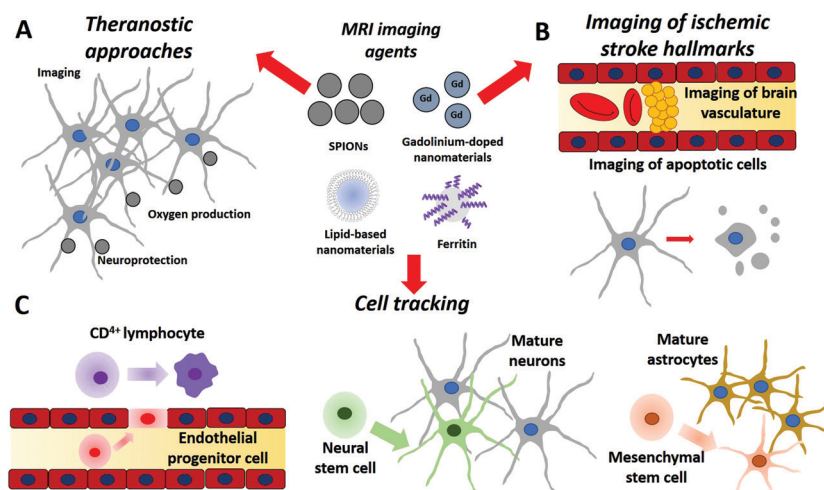 A
Theranostic
approaches
Imaging
Oxygen production
Neuroprotection
MRI imaging
agents
SPIONs
Gd
Gd
Gd
Gadolinium-doped
nanomaterials
Lipid-based
nanomaterials
Ferritin
B
Imaging of ischemic
stroke hallmarks
Imaging of brain
vasculature
Imaging of apoptotic cells
C
Cell tracking
CD⁴⁺ lymphocyte
Endothelial
progenitor cell
Neural
stem cell
Mature
neurons
Mesenchymal
stem cell
Mature
astrocytes